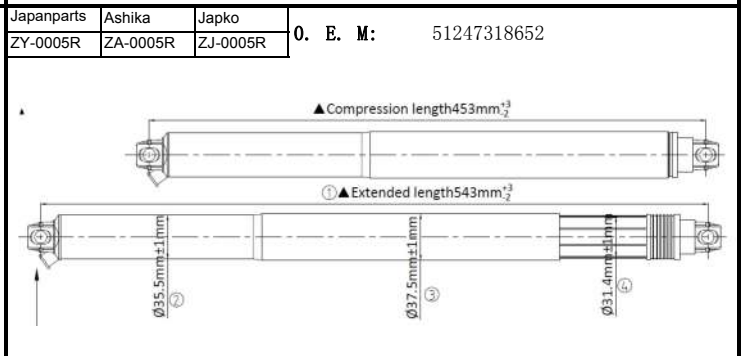 Japanparts Ashika Japko
ZY-0005R ZA-0005R ZJ-0005R
O. E. M: 51247318652
▲Compression length453mm+3-2
①▲Extended length543mm+3-2
Ø35.5mm±1mm ②
Ø37.5mm±1mm ③
Ø31.4mm±1mm ④